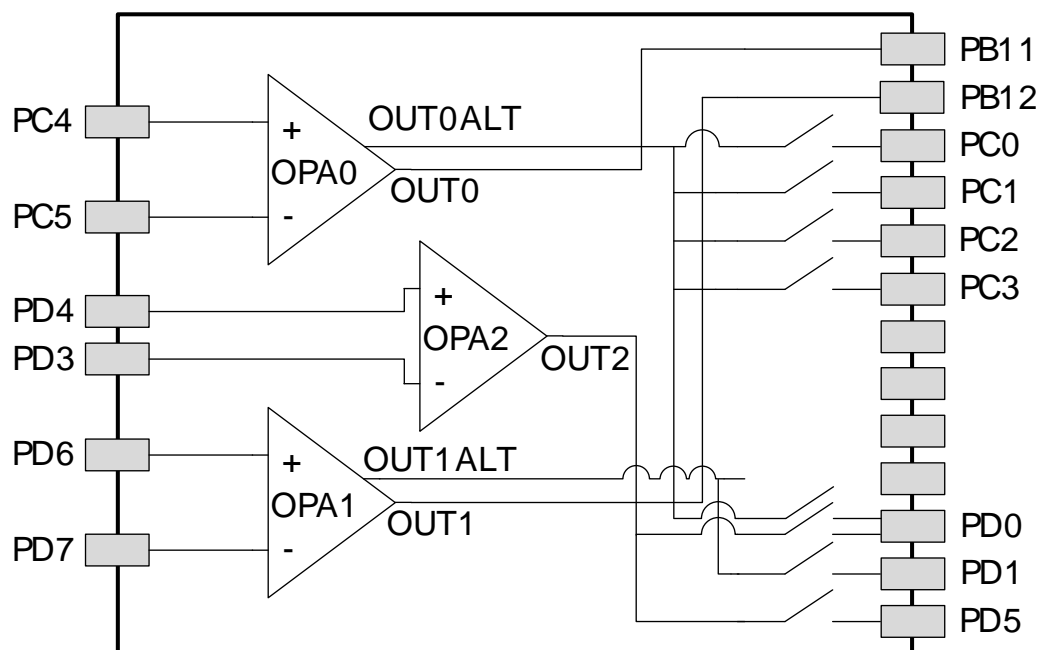 PB11
PB12
PC4
+
OUT0ALT
PC0
OPA0
OUT0
PC1
PC5
-
PC2
PC3
PD4
+
OPA2
OUT2
PD3
-
PD6
+
OUT1ALT
OPA1
OUT1
PD0
PD7
-
PD1
PD5